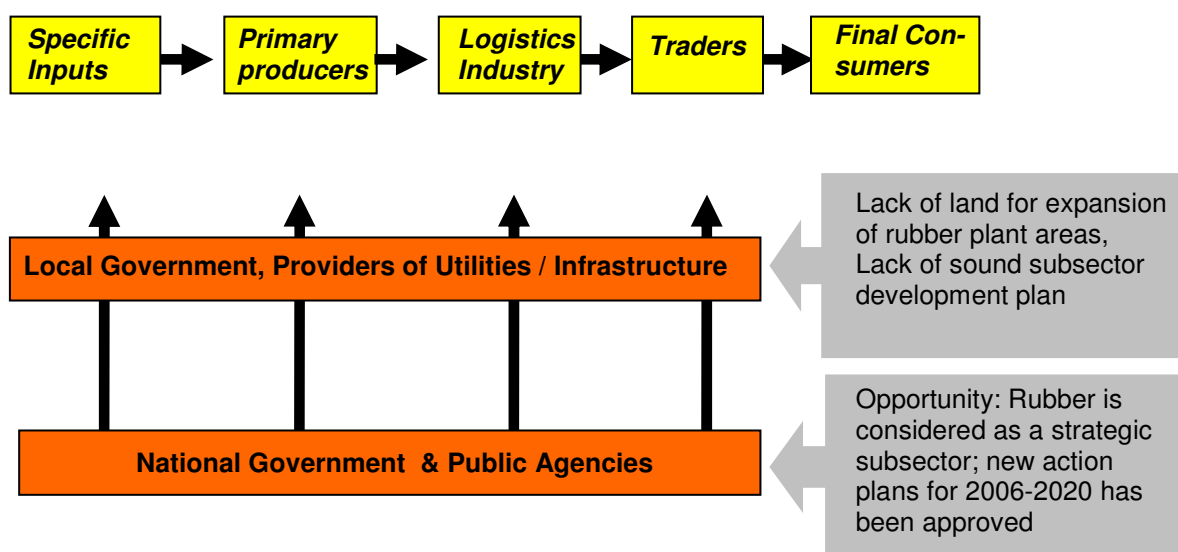 Specific
Inputs
Primary
producers
Logistics
Industry
Traders
Final Con-
sumers
Lack of land for expansion
of rubber plant areas,
Lack of sound subsector
development plan
Local Government, Providers of Utilities / Infrastructure
Opportunity: Rubber is
considered as a strategic
subsector; new action
plans for 2006-2020 has
been approved
National Government & Public Agencies